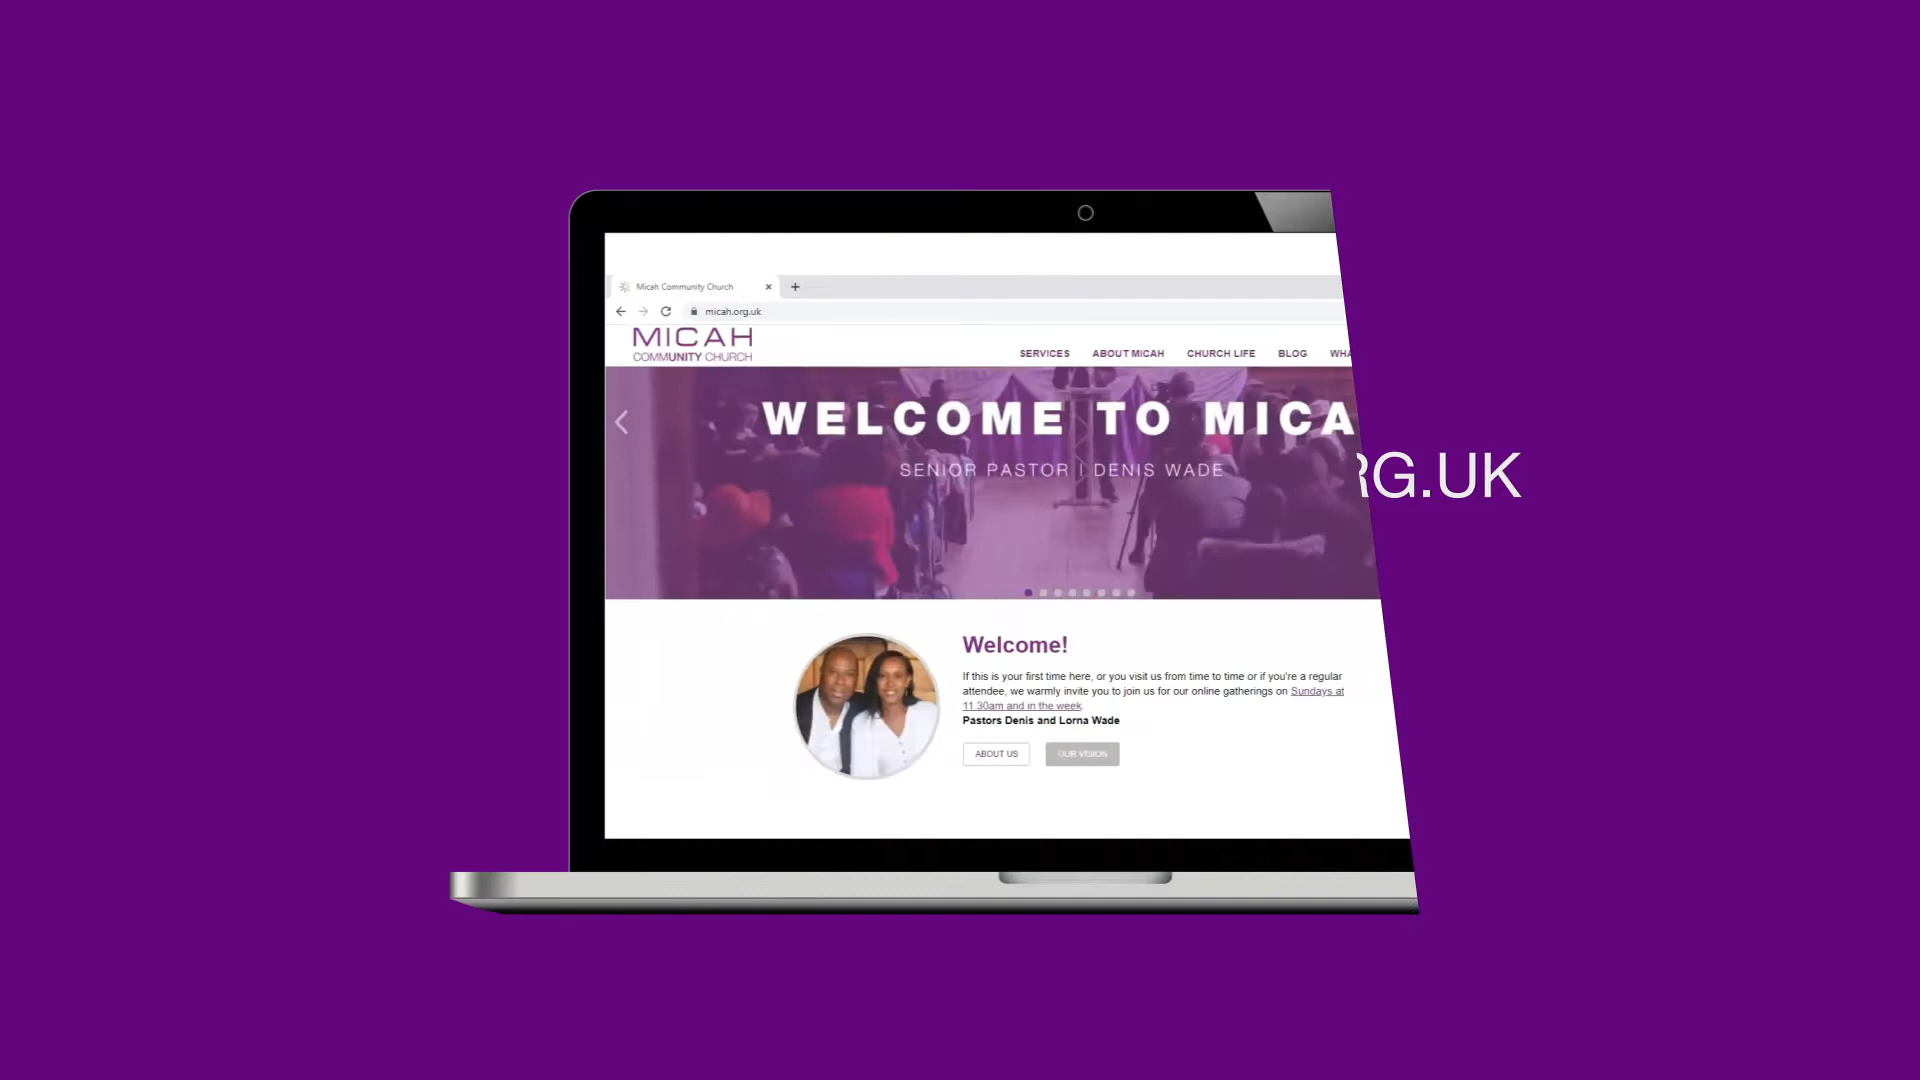 Micah Community Church
micah.org.uk
MICAH
COMMUNITY CHURCH
SERVICES ABOUT MICAH CHURCH LIFE BLOG WHA
WELCOME TO MICA
SENIOR PASTOR | DENIS WADE
RG.UK
Welcome!
If this is your first time here, or you visit us from time to time or if you're a regular
attendee, we warmly invite you to join us for our online gatherings on Sundays at
11.30am and in the week.
Pastors Denis and Lorna Wade
ABOUT US OUR VISION